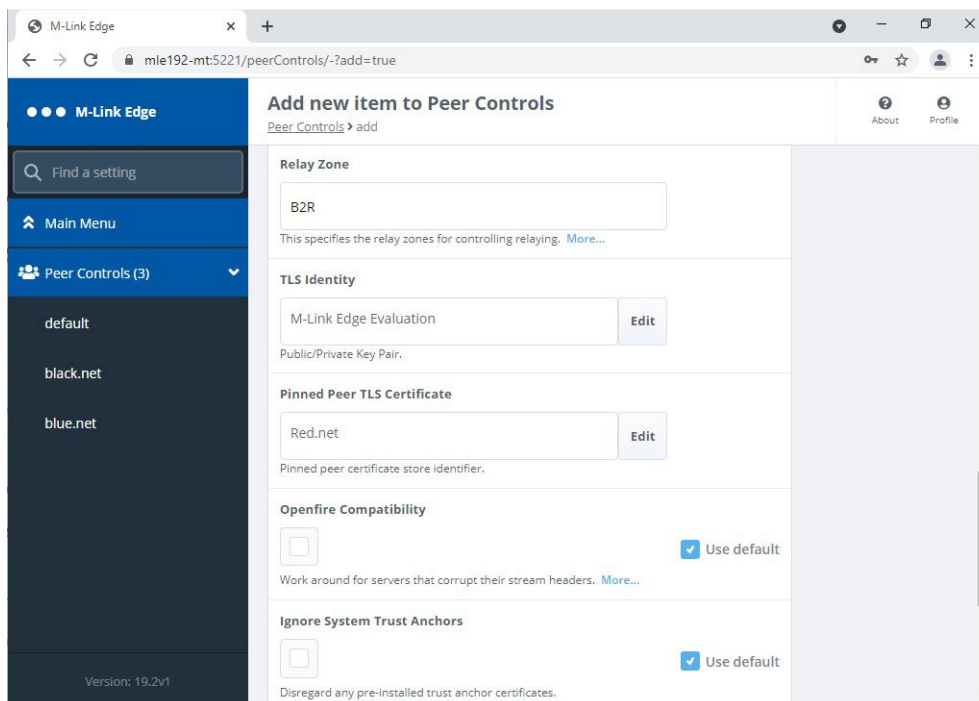 M-Link Edge
mle192-mt:5221/peerControls/-?add=true
M-Link Edge
Add new item to Peer Controls
Peer Controls > add
About
Profile
Find a setting
Main Menu
Peer Controls (3)
default
black.net
blue.net
Version: 19.2v1
Relay Zone
B2R
This specifies the relay zones for controlling relaying. More...
TLS Identity
M-Link Edge Evaluation
Edit
Public/Private Key Pair.
Pinned Peer TLS Certificate
Red.net
Edit
Pinned peer certificate store identifier.
Openfire Compatibility
Use default
Work around for servers that corrupt their stream headers. More...
Ignore System Trust Anchors
Use default
Disregard any pre-installed trust anchor certificates.